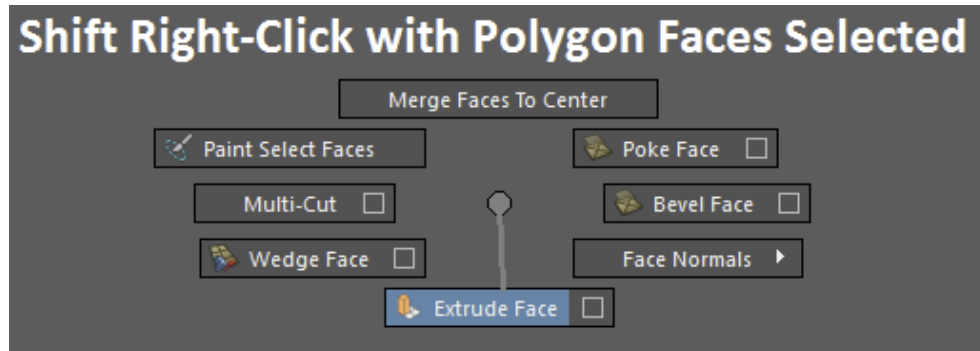 Shift Right-Click with Polygon Faces Selected
Merge Faces To Center
Paint Select Faces
Poke Face
Multi-Cut
Bevel Face
Wedge Face
Face Normals
Extrude Face